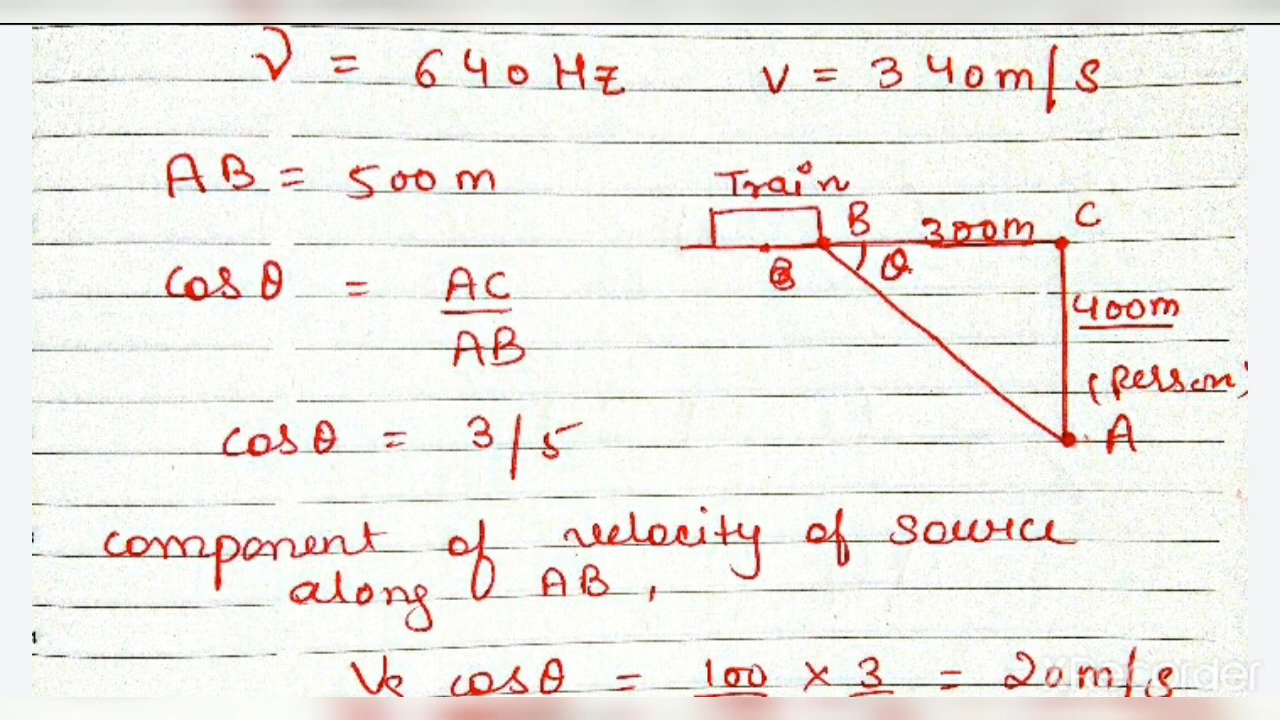 ν = 640 Hz    v = 340 m/s
AB = 500 m
Train
B    300m    C
B    θ
cos θ = AC
AB
400m
(Person)
cos θ = 3/5
A
component of velocity of source
along AB,
Vs cos θ = 100 × 3 = 20 m/s
XRecorder